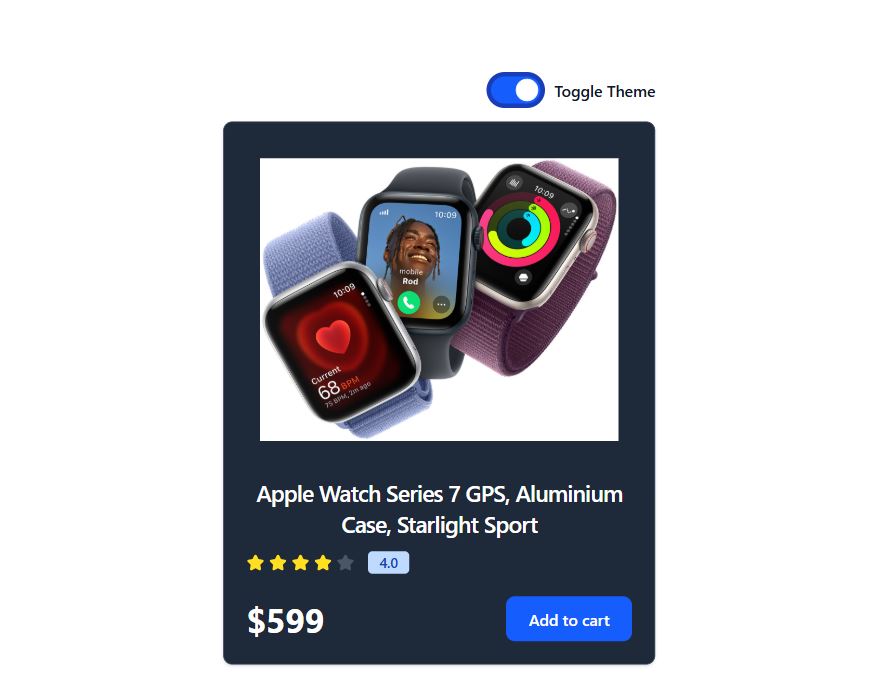 Toggle Theme
10:09
10:09
mobile
Rod
10:09
Current
68 BPM
75 BPM, 2m ago
Apple Watch Series 7 GPS, Aluminium
Case, Starlight Sport
4.0
$599
Add to cart